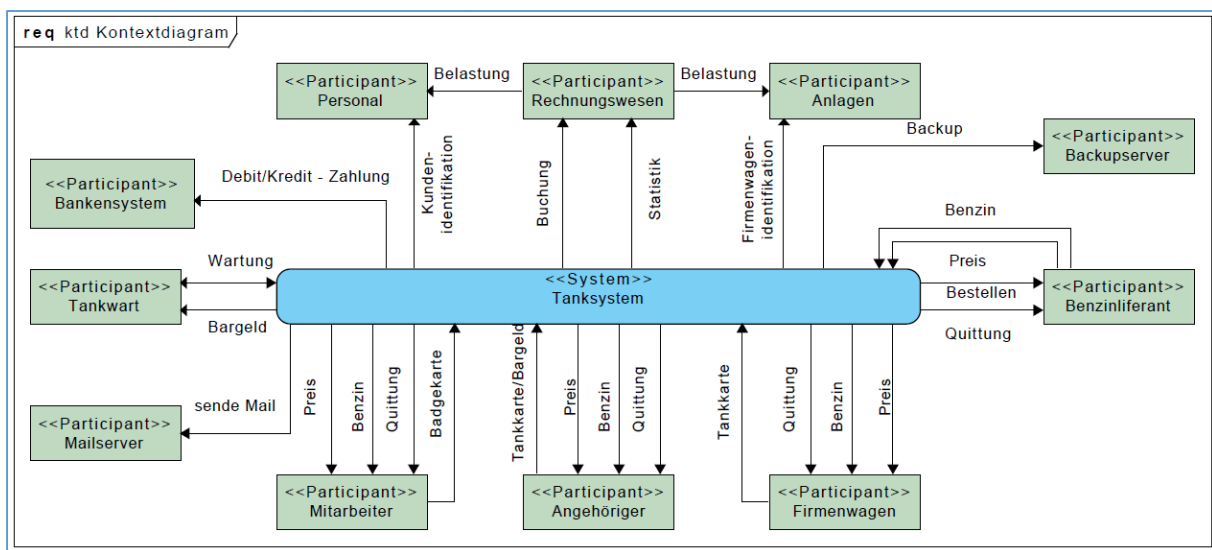 req ktd Kontextdiagram
<<Participant>>
Personal
Belastung
<<Participant>>
Rechnungswesen
Belastung
<<Participant>>
Anlagen
Backup
<<Participant>>
Backupserver
<<Participant>>
Bankensystem
Debit/Kredit - Zahlung
Kunden-
identifikation
Buchung
Statistik
Firmenwagen-
identifikation
Benzin
Preis
<<Participant>>
Tankwart
Wartung
Bargeld
<<System>>
Tanksystem
Bestellen
Quittung
<<Participant>>
Benzinliferant
<<Participant>>
Mailserver
sende Mail
Preis
Benzin
Quittung
Badgekarte
Tankkarte/Bargeld
Preis
Benzin
Quittung
Tankkarte
Quittung
Benzin
Preis
<<Participant>>
Mitarbeiter
<<Participant>>
Angehöriger
<<Participant>>
Firmenwagen